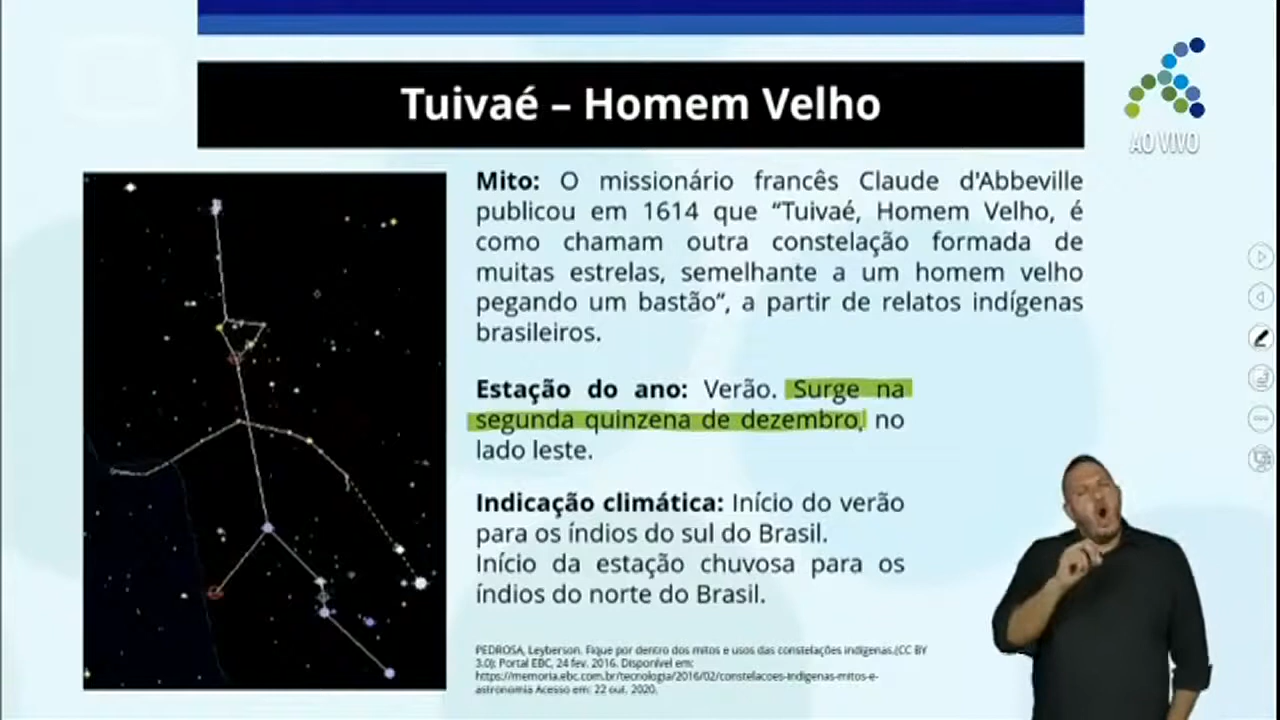 Tuivaé – Homem Velho
AO VIVO
Mito: O missionário francês Claude d'Abbeville
publicou em 1614 que “Tuivaé, Homem Velho, é
como chamam outra constelação formada de
muitas estrelas, semelhante a um homem velho
pegando um bastão”, a partir de relatos indígenas
brasileiros.
Estação do ano: Verão. Surge na
segunda quinzena de dezembro, no
lado leste.
Indicação climática: Início do verão
para os índios do sul do Brasil.
Início da estação chuvosa para os
índios do norte do Brasil.
PEDROSA, Leyberson. Fique por dentro dos mitos e usos das constelações indígenas.(CC BY
3.0); Portal EBC, 24 fev. 2016. Disponível em:
https://memoria.ebc.com.br/tecnologia/2016/02/constelacoes-indigenas-mitos-e-
astronomia Acesso em: 22 out. 2020.